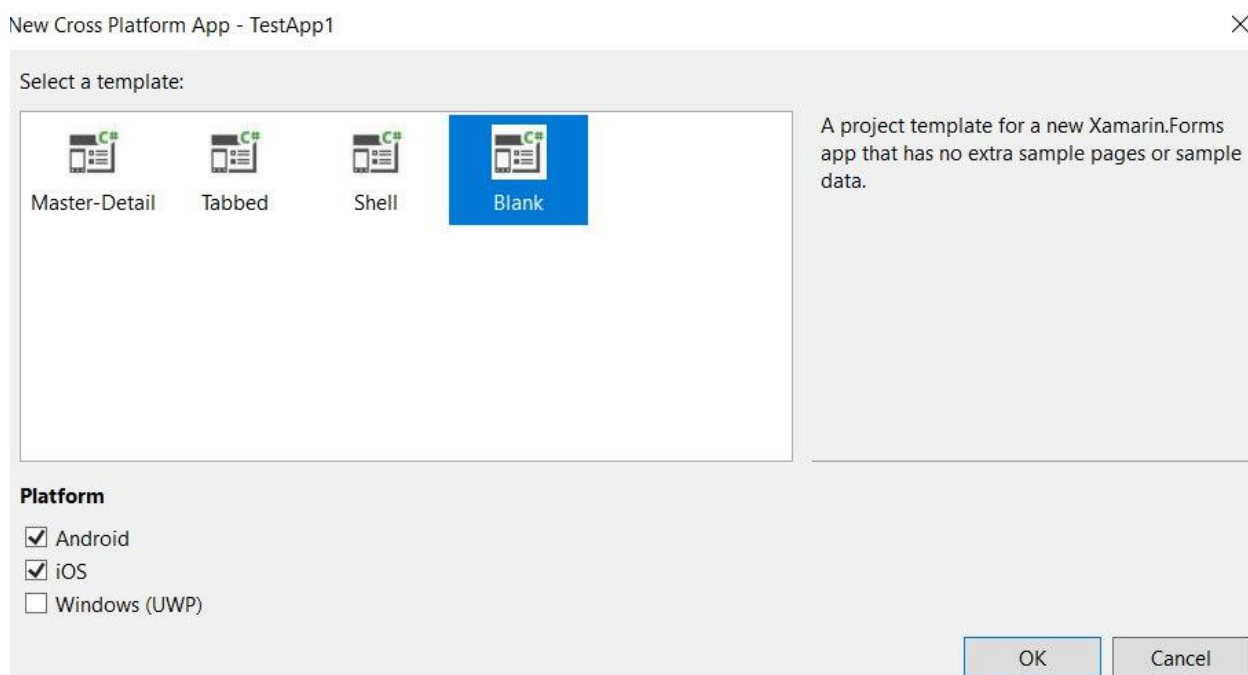 New Cross Platform App - TestApp1
Select a template:
C# C# C# C#
Master-Detail Tabbed Shell Blank
A project template for a new Xamarin.Forms
app that has no extra sample pages or sample
data.
Platform
Android
iOS
Windows (UWP)
OK Cancel